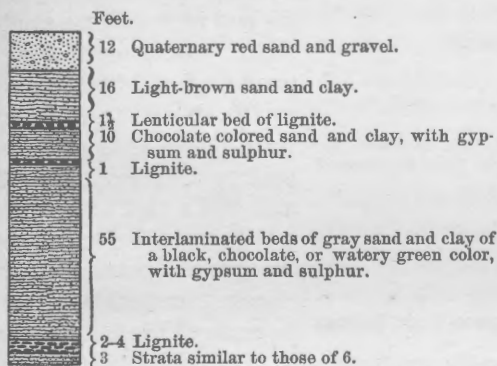 Feet.
12 Quaternary red sand and gravel.
16 Light-brown sand and clay.
1½ Lenticular bed of lignite.
10 Chocolate colored sand and clay, with gyp-
sum and sulphur.
1 Lignite.
55 Interlaminated beds of gray sand and clay of
a black, chocolate, or watery green color,
with gypsum and sulphur.
2-4 Lignite.
3 Strata similar to those of 6.